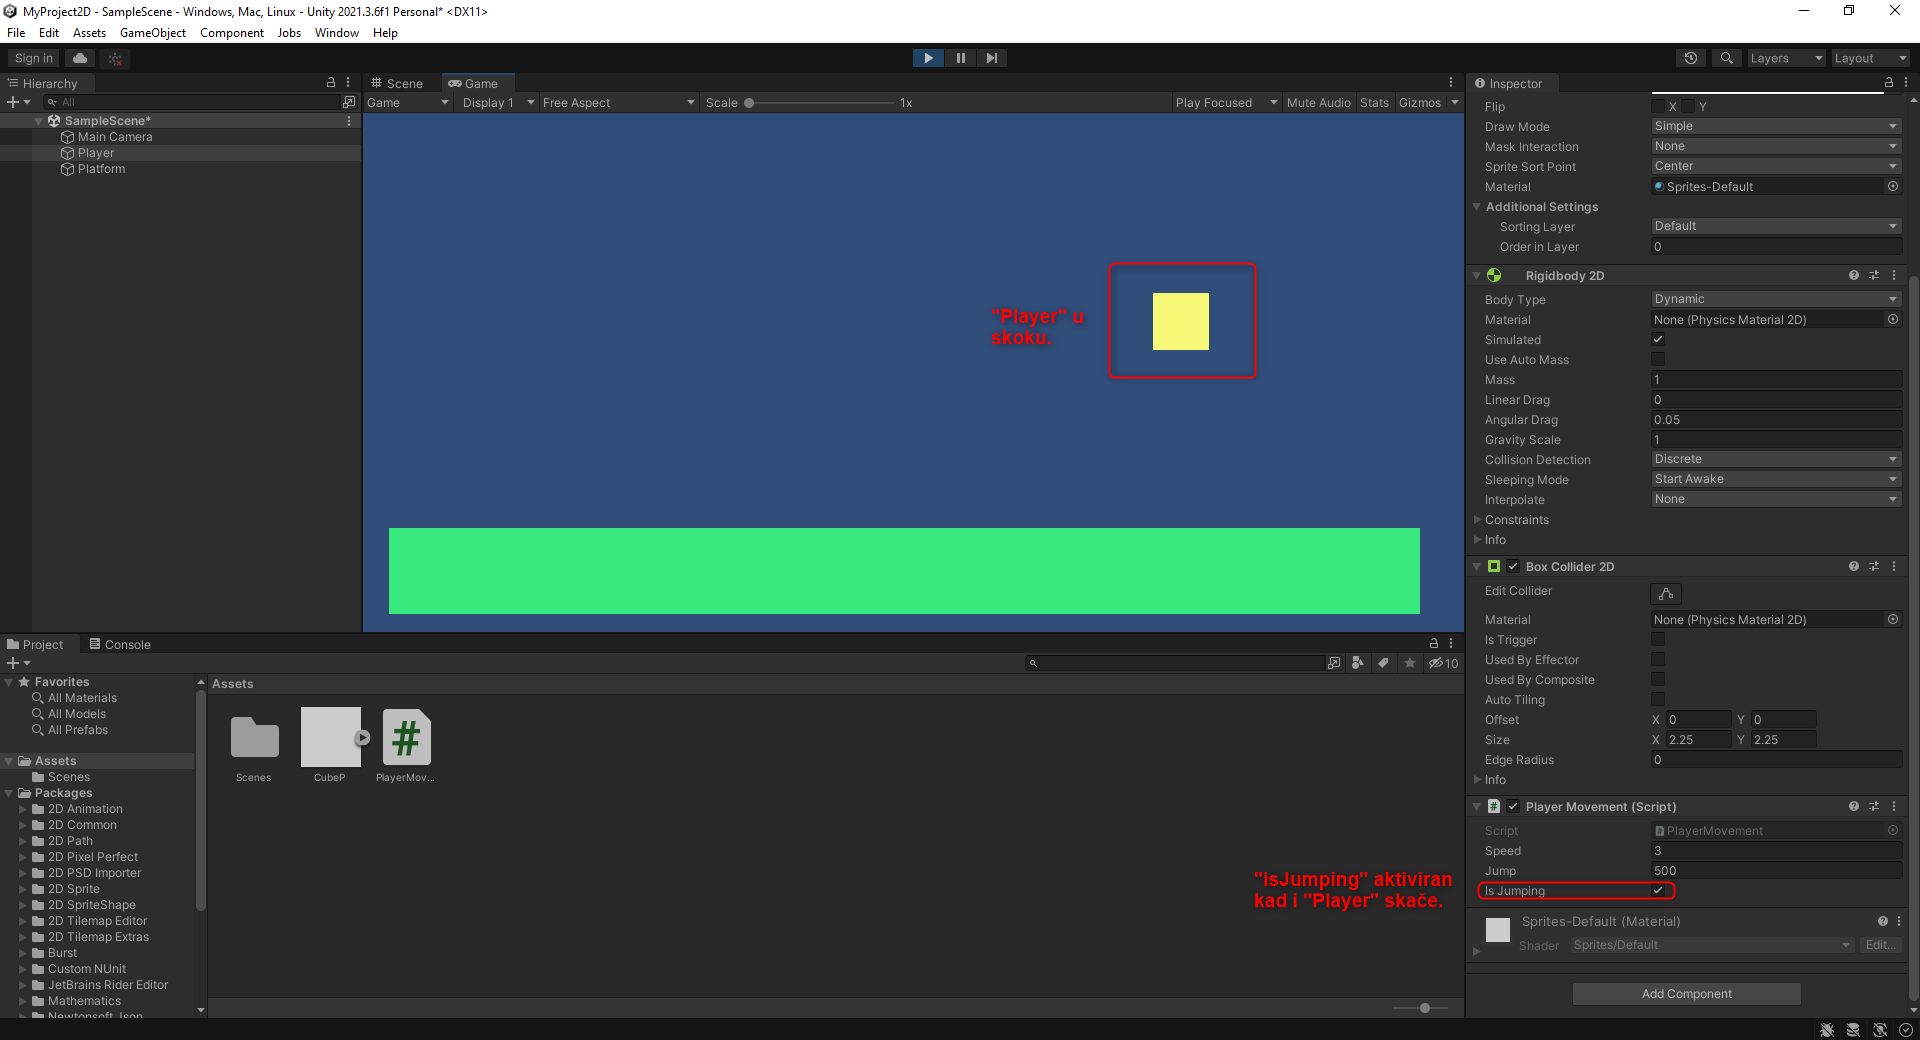 MyProject2D - SampleScene - Windows, Mac, Linux - Unity 2021.3.6f1 Personal* <DX11>
File Edit Assets GameObject Component Jobs Window Help
Sign in
Layers
Layout
Hierarchy
All
SampleScene*
Main Camera
Player
Platform
Scene
Game
Game
Display 1
Free Aspect
Scale
1x
Play Focused
Mute Audio
Stats
Gizmos
"Player" u
skoku.
Project
Console
10
Favorites
All Materials
All Models
All Prefabs
Assets
Scenes
Packages
2D Animation
2D Common
2D Path
2D Pixel Perfect
2D PSD Importer
2D Sprite
2D SpriteShape
2D Tilemap Editor
2D Tilemap Extras
Burst
Custom NUnit
JetBrains Rider Editor
Mathematics
Newtonsoft Json
Assets
Scenes
CubeP
PlayerMov...
"isJumping" aktiviran
kad i "Player" skače.
Inspector
Flip X Y
Draw Mode Simple
Mask Interaction None
Sprite Sort Point Center
Material Sprites-Default
Additional Settings
Sorting Layer Default
Order in Layer 0
Rigidbody 2D
Body Type Dynamic
Material None (Physics Material 2D)
Simulated
Use Auto Mass
Mass 1
Linear Drag 0
Angular Drag 0.05
Gravity Scale 1
Collision Detection Discrete
Sleeping Mode Start Awake
Interpolate None
Constraints
Info
Box Collider 2D
Edit Collider
Material None (Physics Material 2D)
Is Trigger
Used By Effector
Used By Composite
Auto Tiling
Offset X 0 Y 0
Size X 2.25 Y 2.25
Edge Radius 0
Info
# Player Movement (Script)
Script PlayerMovement
Speed 3
Jump 500
Is Jumping
Sprites-Default (Material)
Shader Sprites/Default Edit...
Add Component